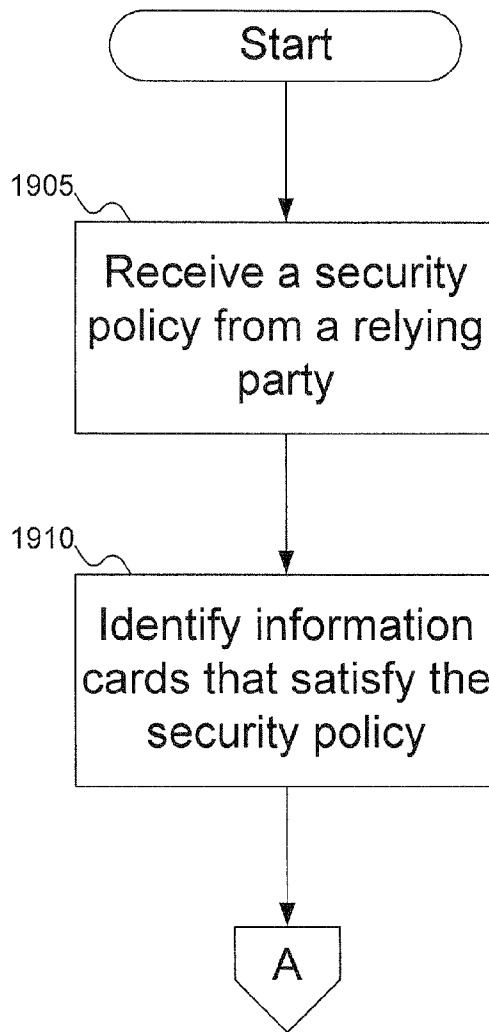 Start
1905
Receive a security
policy from a relying
party
1910
Identify information
cards that satisfy the
security policy
A